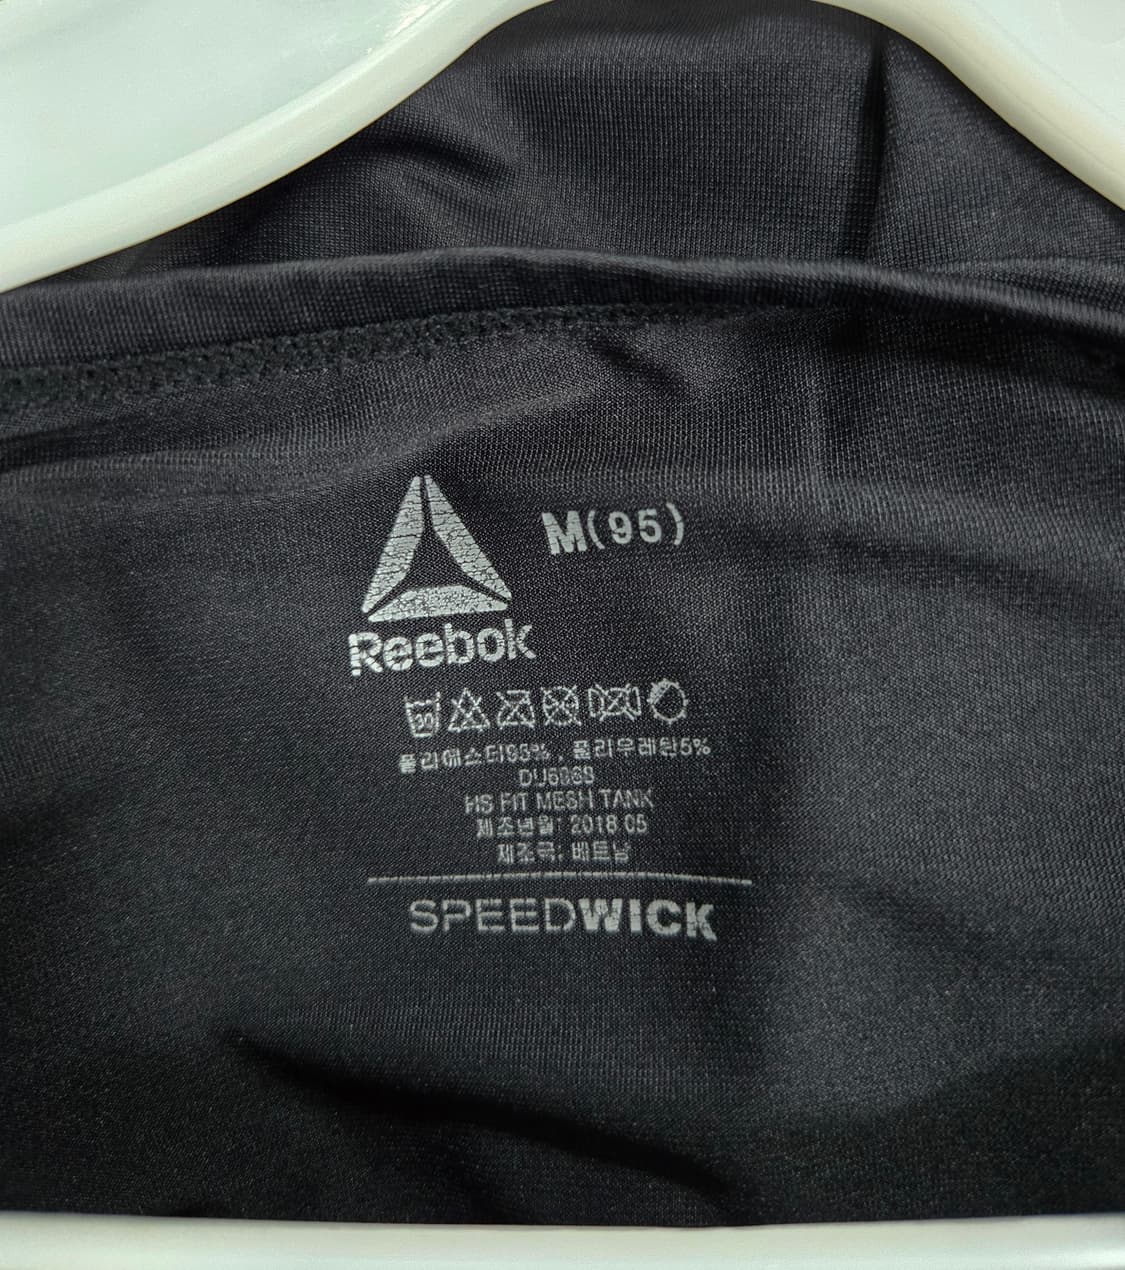 M(95)
Reebok
30
폴리에스터95%, 폴리우레탄5%
HS FIT MESH TANK
제조년월: 2018.05
제조국: 베트남
SPEEDWICK